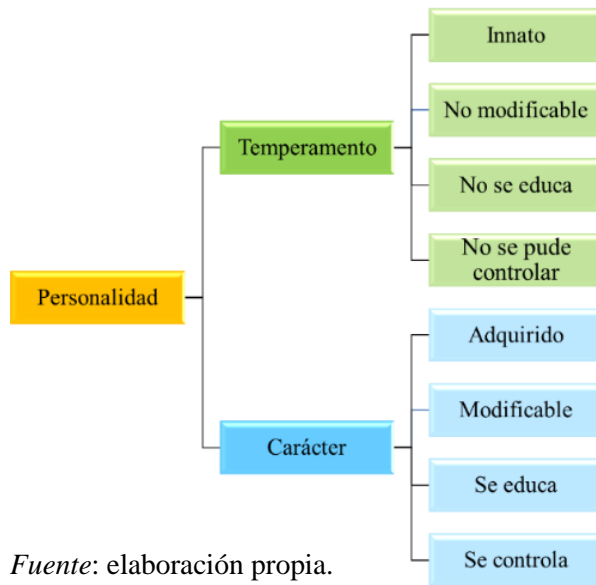 Personalidad
Temperamento
Innato
No modificable
No se educa
No se pude
controlar
Carácter
Adquirido
Modificable
Se educa
Se controla
Fuente: elaboración propia.